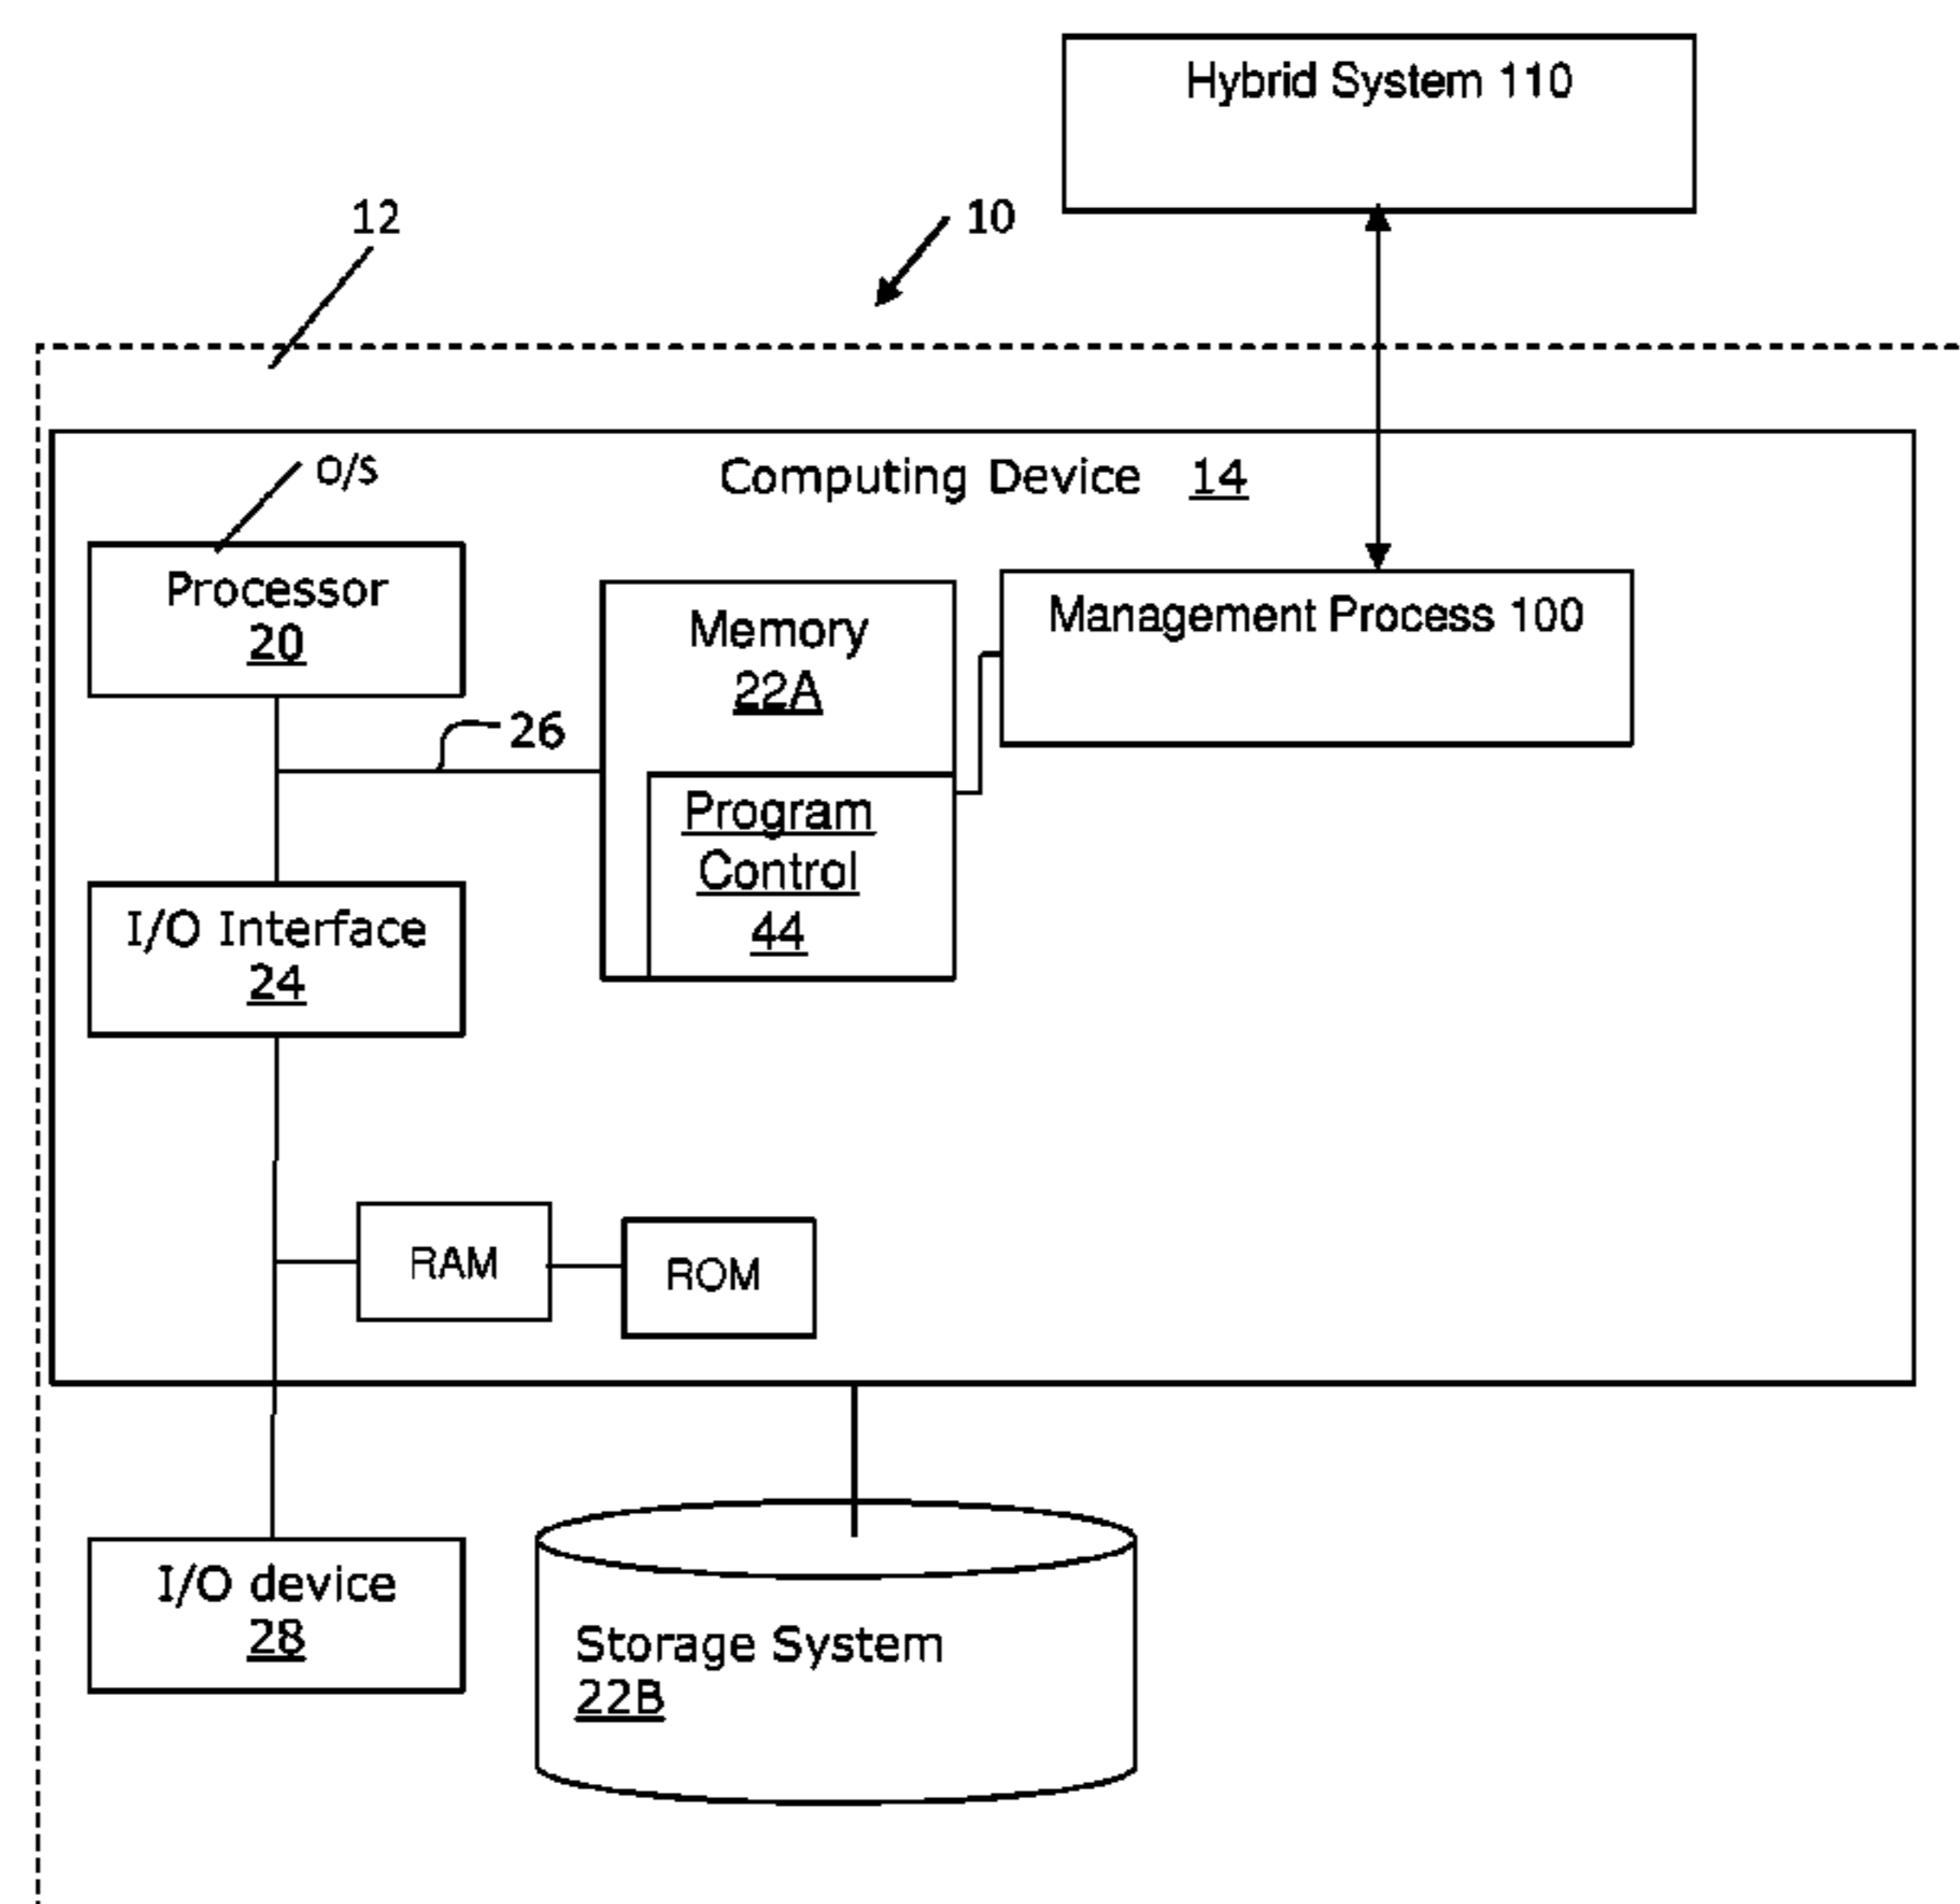 Hybrid System 110
12
10
O/S
Computing Device 14
Processor
20
Memory
22A
Management Process 100
26
Program
Control
44
I/O Interface
24
RAM
ROM
I/O device
28
Storage System
22B